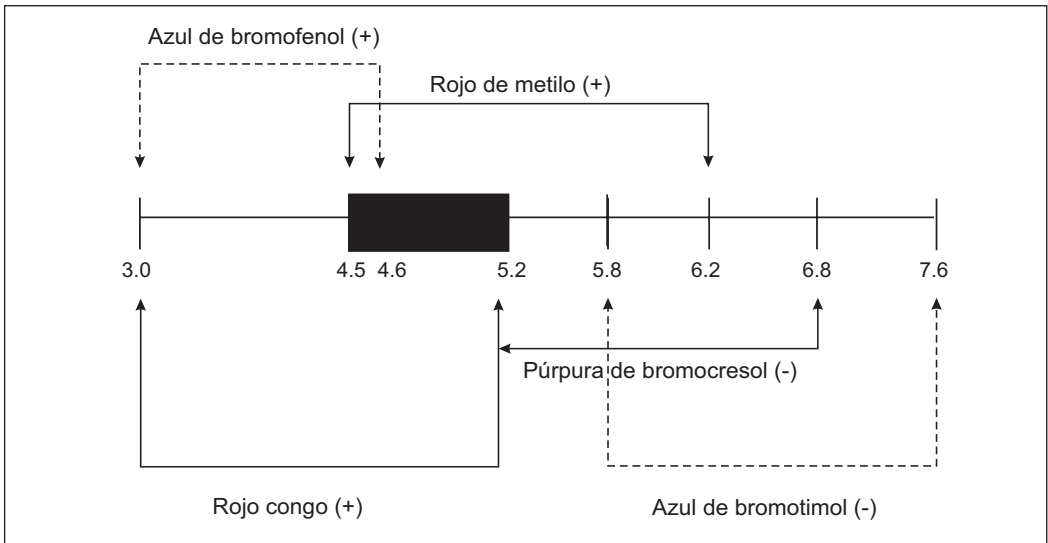 Azul de bromofenol (+)
Rojo de metilo (+)
3.0 4.5 4.6 5.2 5.8 6.2 6.8 7.6
Púrpura de bromocresol (-)
Rojo congo (+) Azul de bromotimol (-)